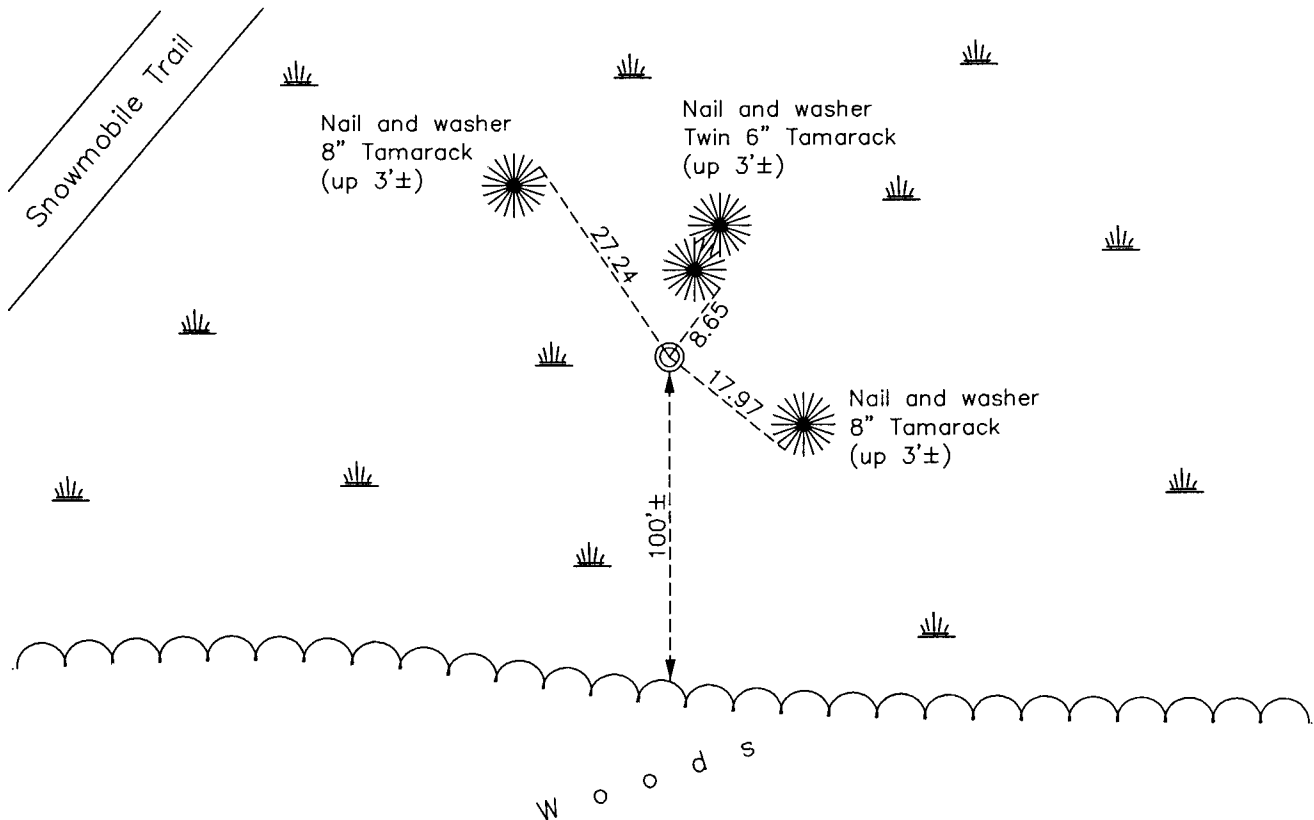 Snowmobile Trail
Nail and washer
8" Tamarack
(up 3'±)
Nail and washer
Twin 6" Tamarack
(up 3'±)
27.24
8.65
17.97
Nail and washer
8" Tamarack
(up 3'±)
100'±
Woods